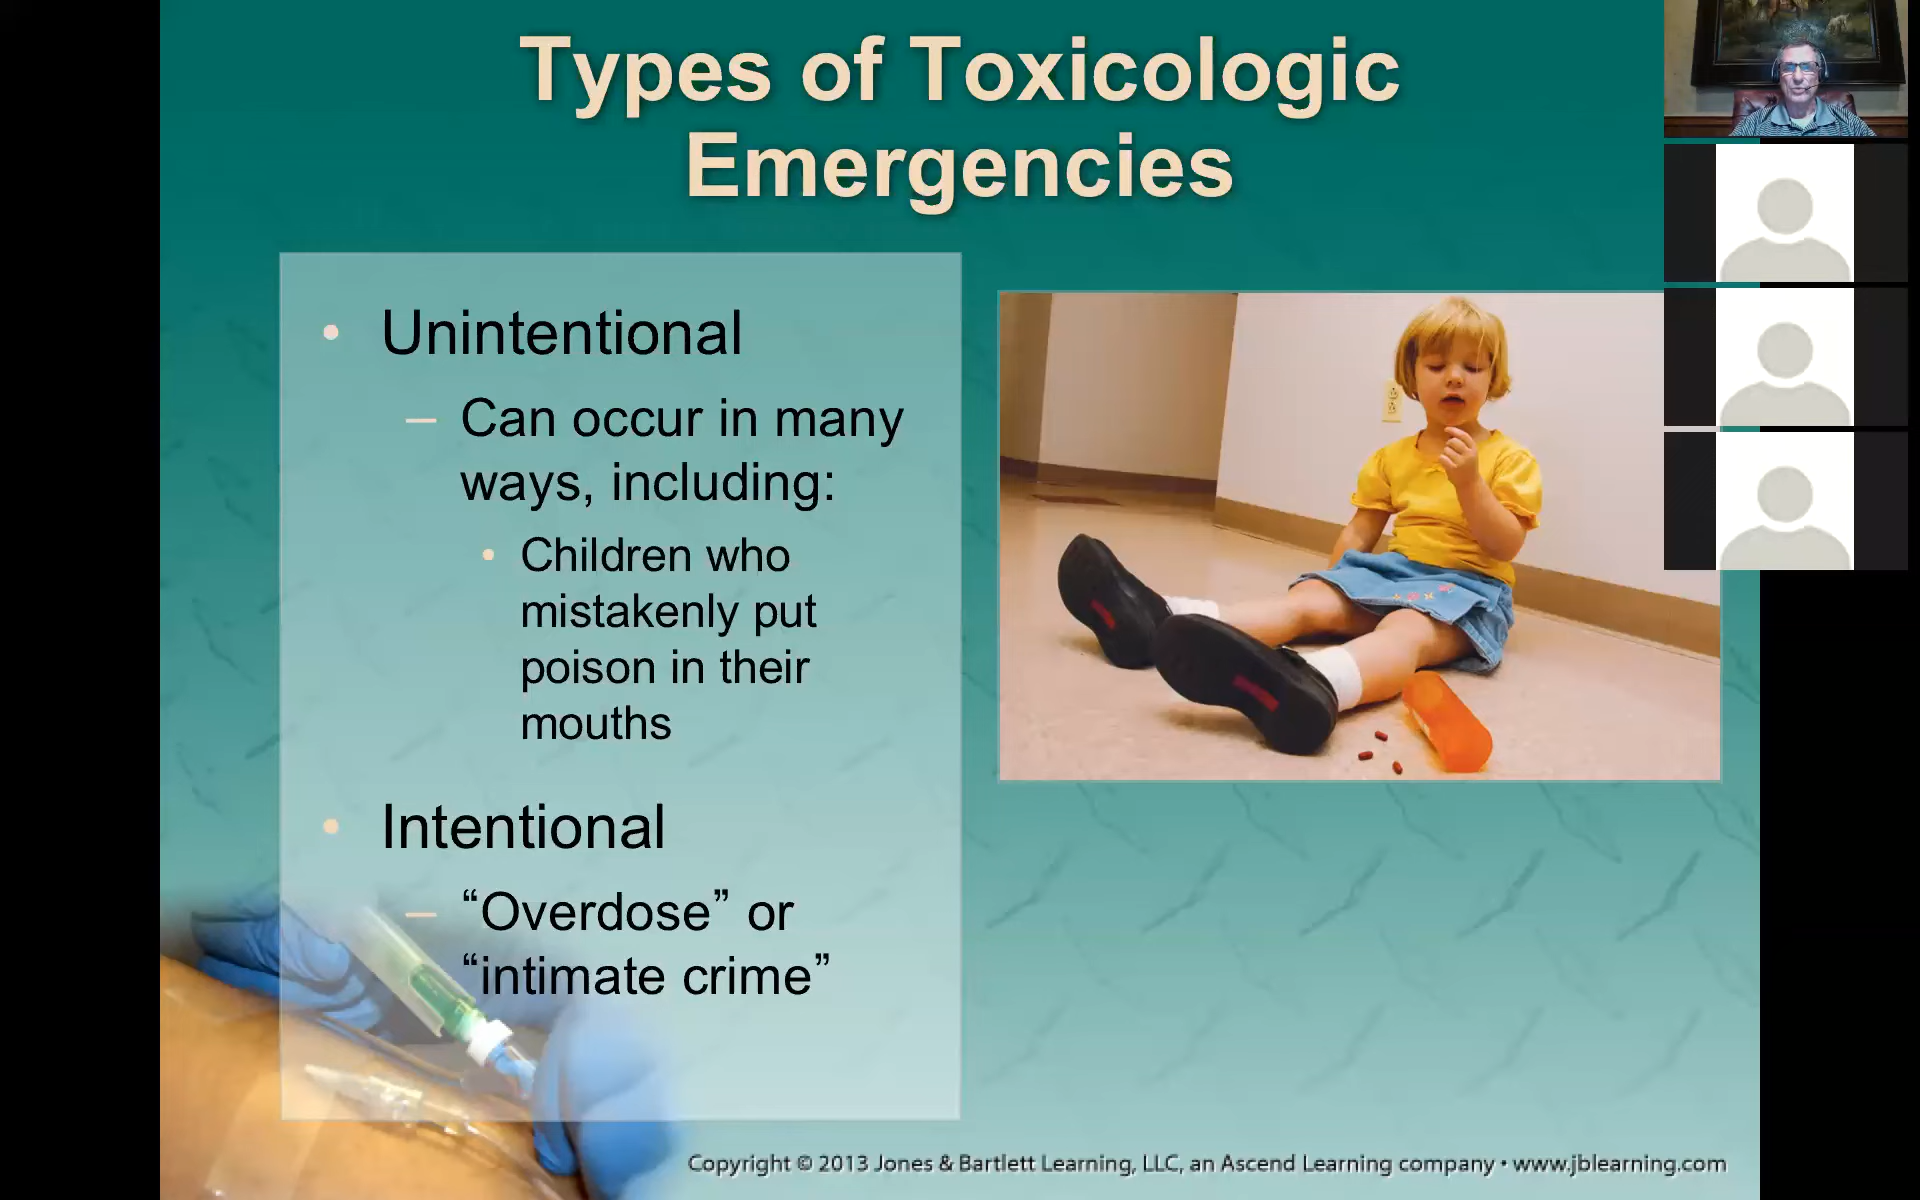 Types of Toxicologic
Emergencies
• Unintentional
– Can occur in many
ways, including:
• Children who
mistakenly put
poison in their
mouths
• Intentional
– “Overdose” or
“intimate crime”
Copyright © 2013 Jones & Bartlett Learning, LLC, an Ascend Learning company • www.jblearning.com